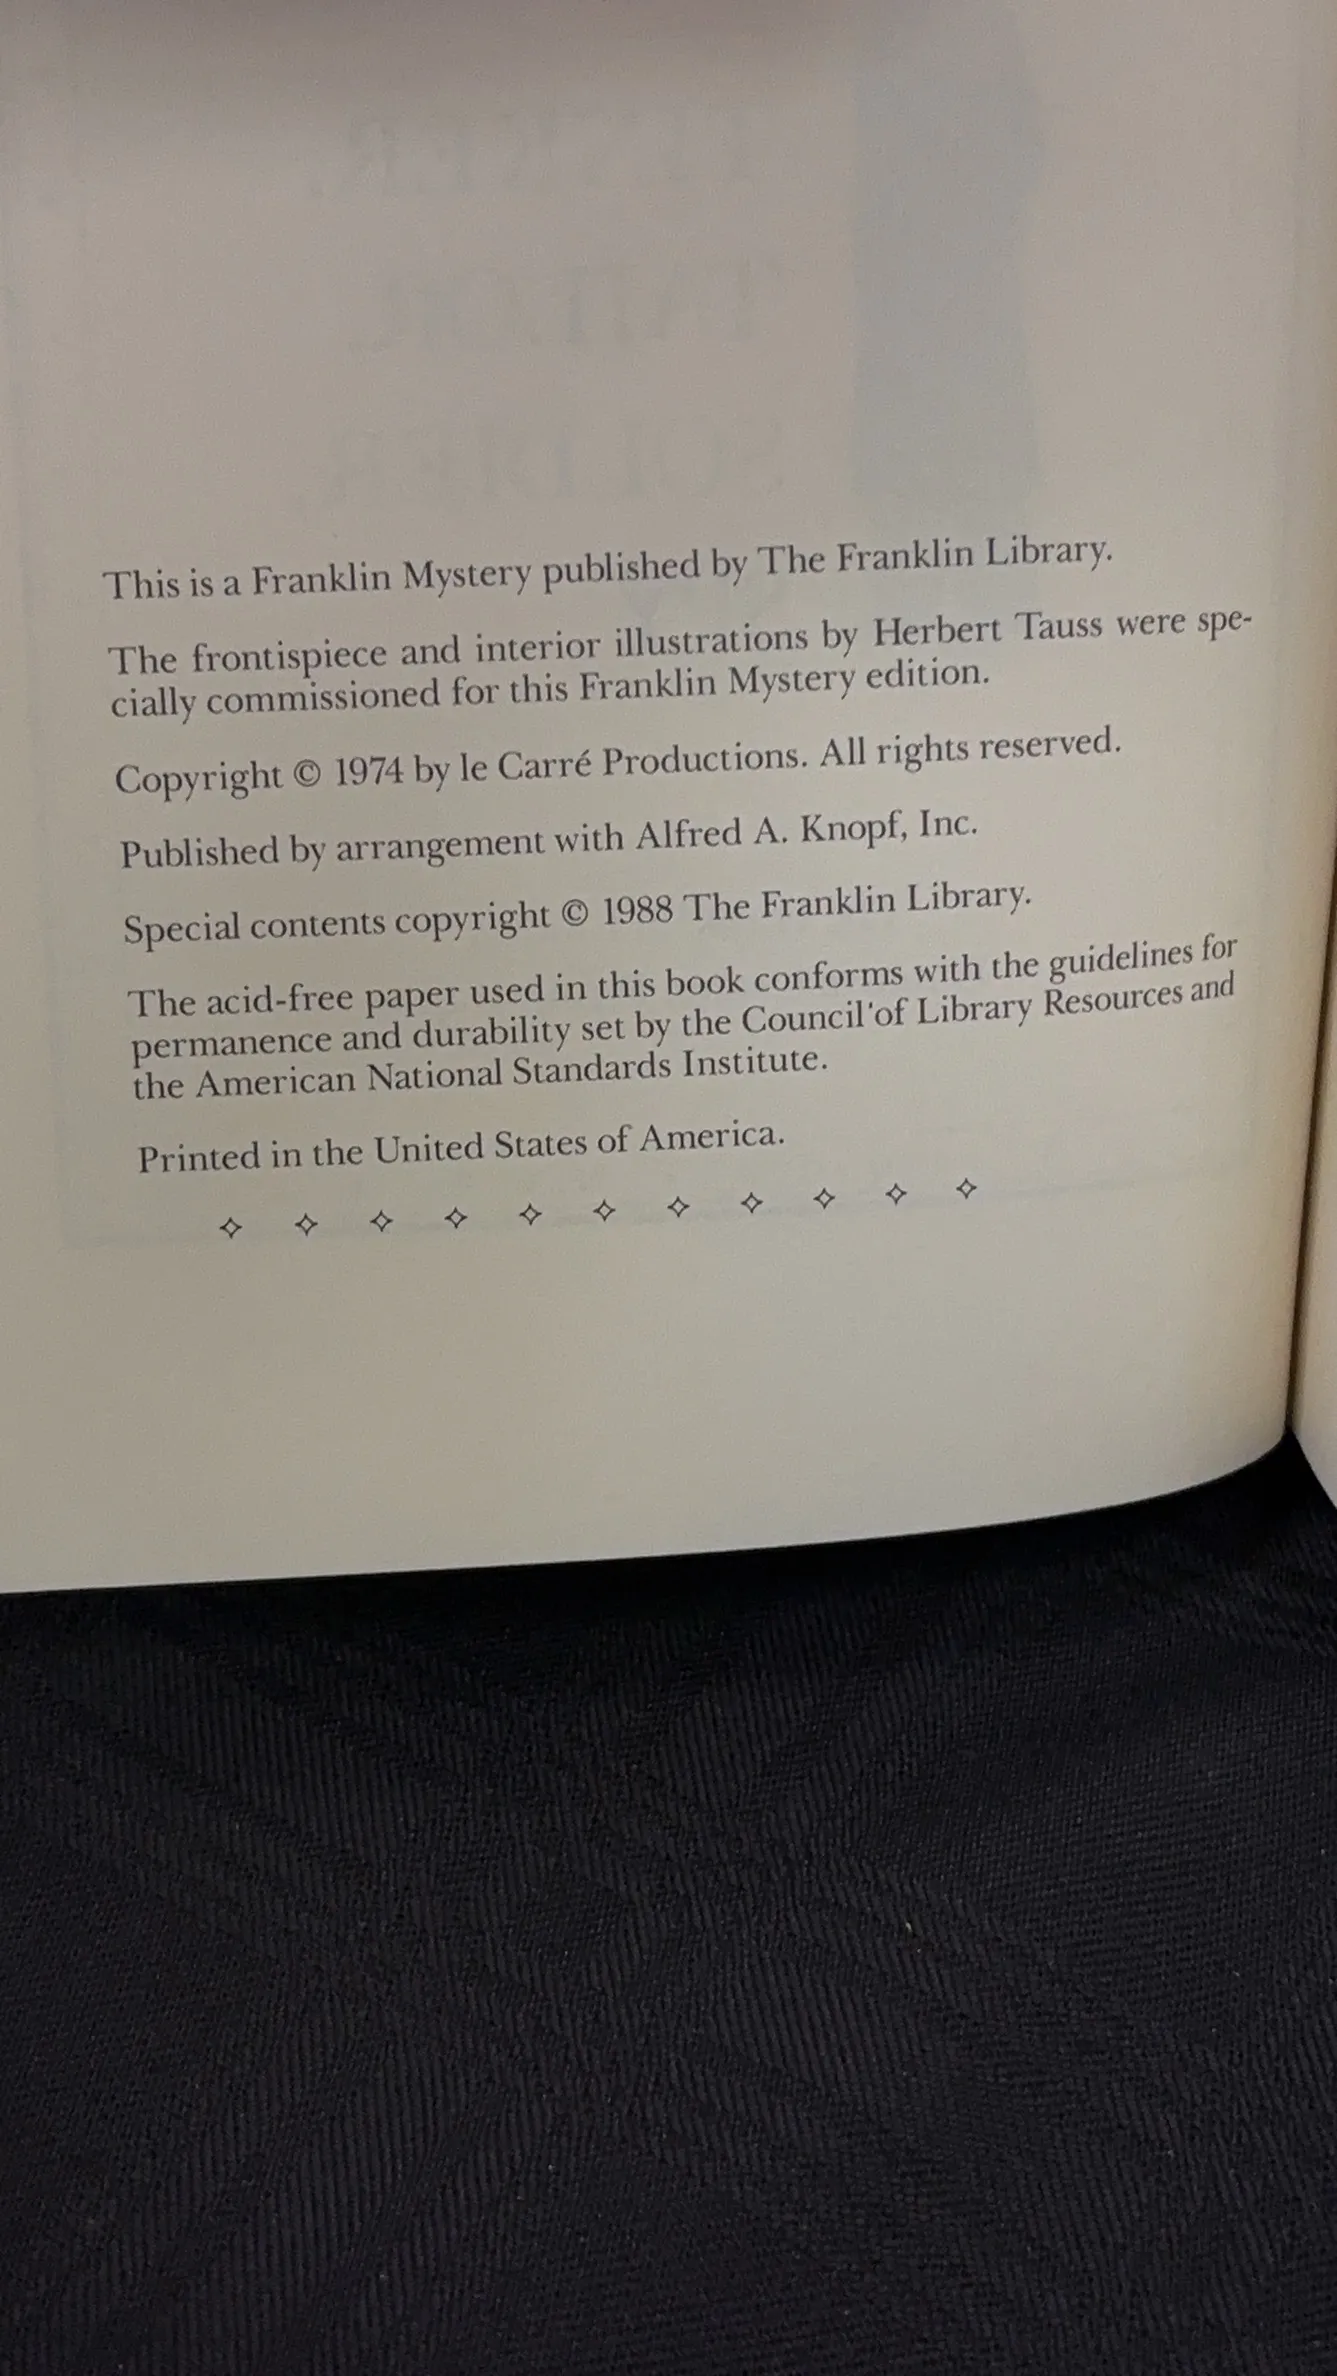 This is a Franklin Mystery published by The Franklin Library.
The frontispiece and interior illustrations by Herbert Tauss were spe-
cially commissioned for this Franklin Mystery edition.
Copyright © 1974 by le Carré Productions. All rights reserved.
Published by arrangement with Alfred A. Knopf, Inc.
Special contents copyright © 1988 The Franklin Library.
The acid-free paper used in this book conforms with the guidelines for
permanence and durability set by the Council'of Library Resources and
the American National Standards Institute.
Printed in the United States of America.